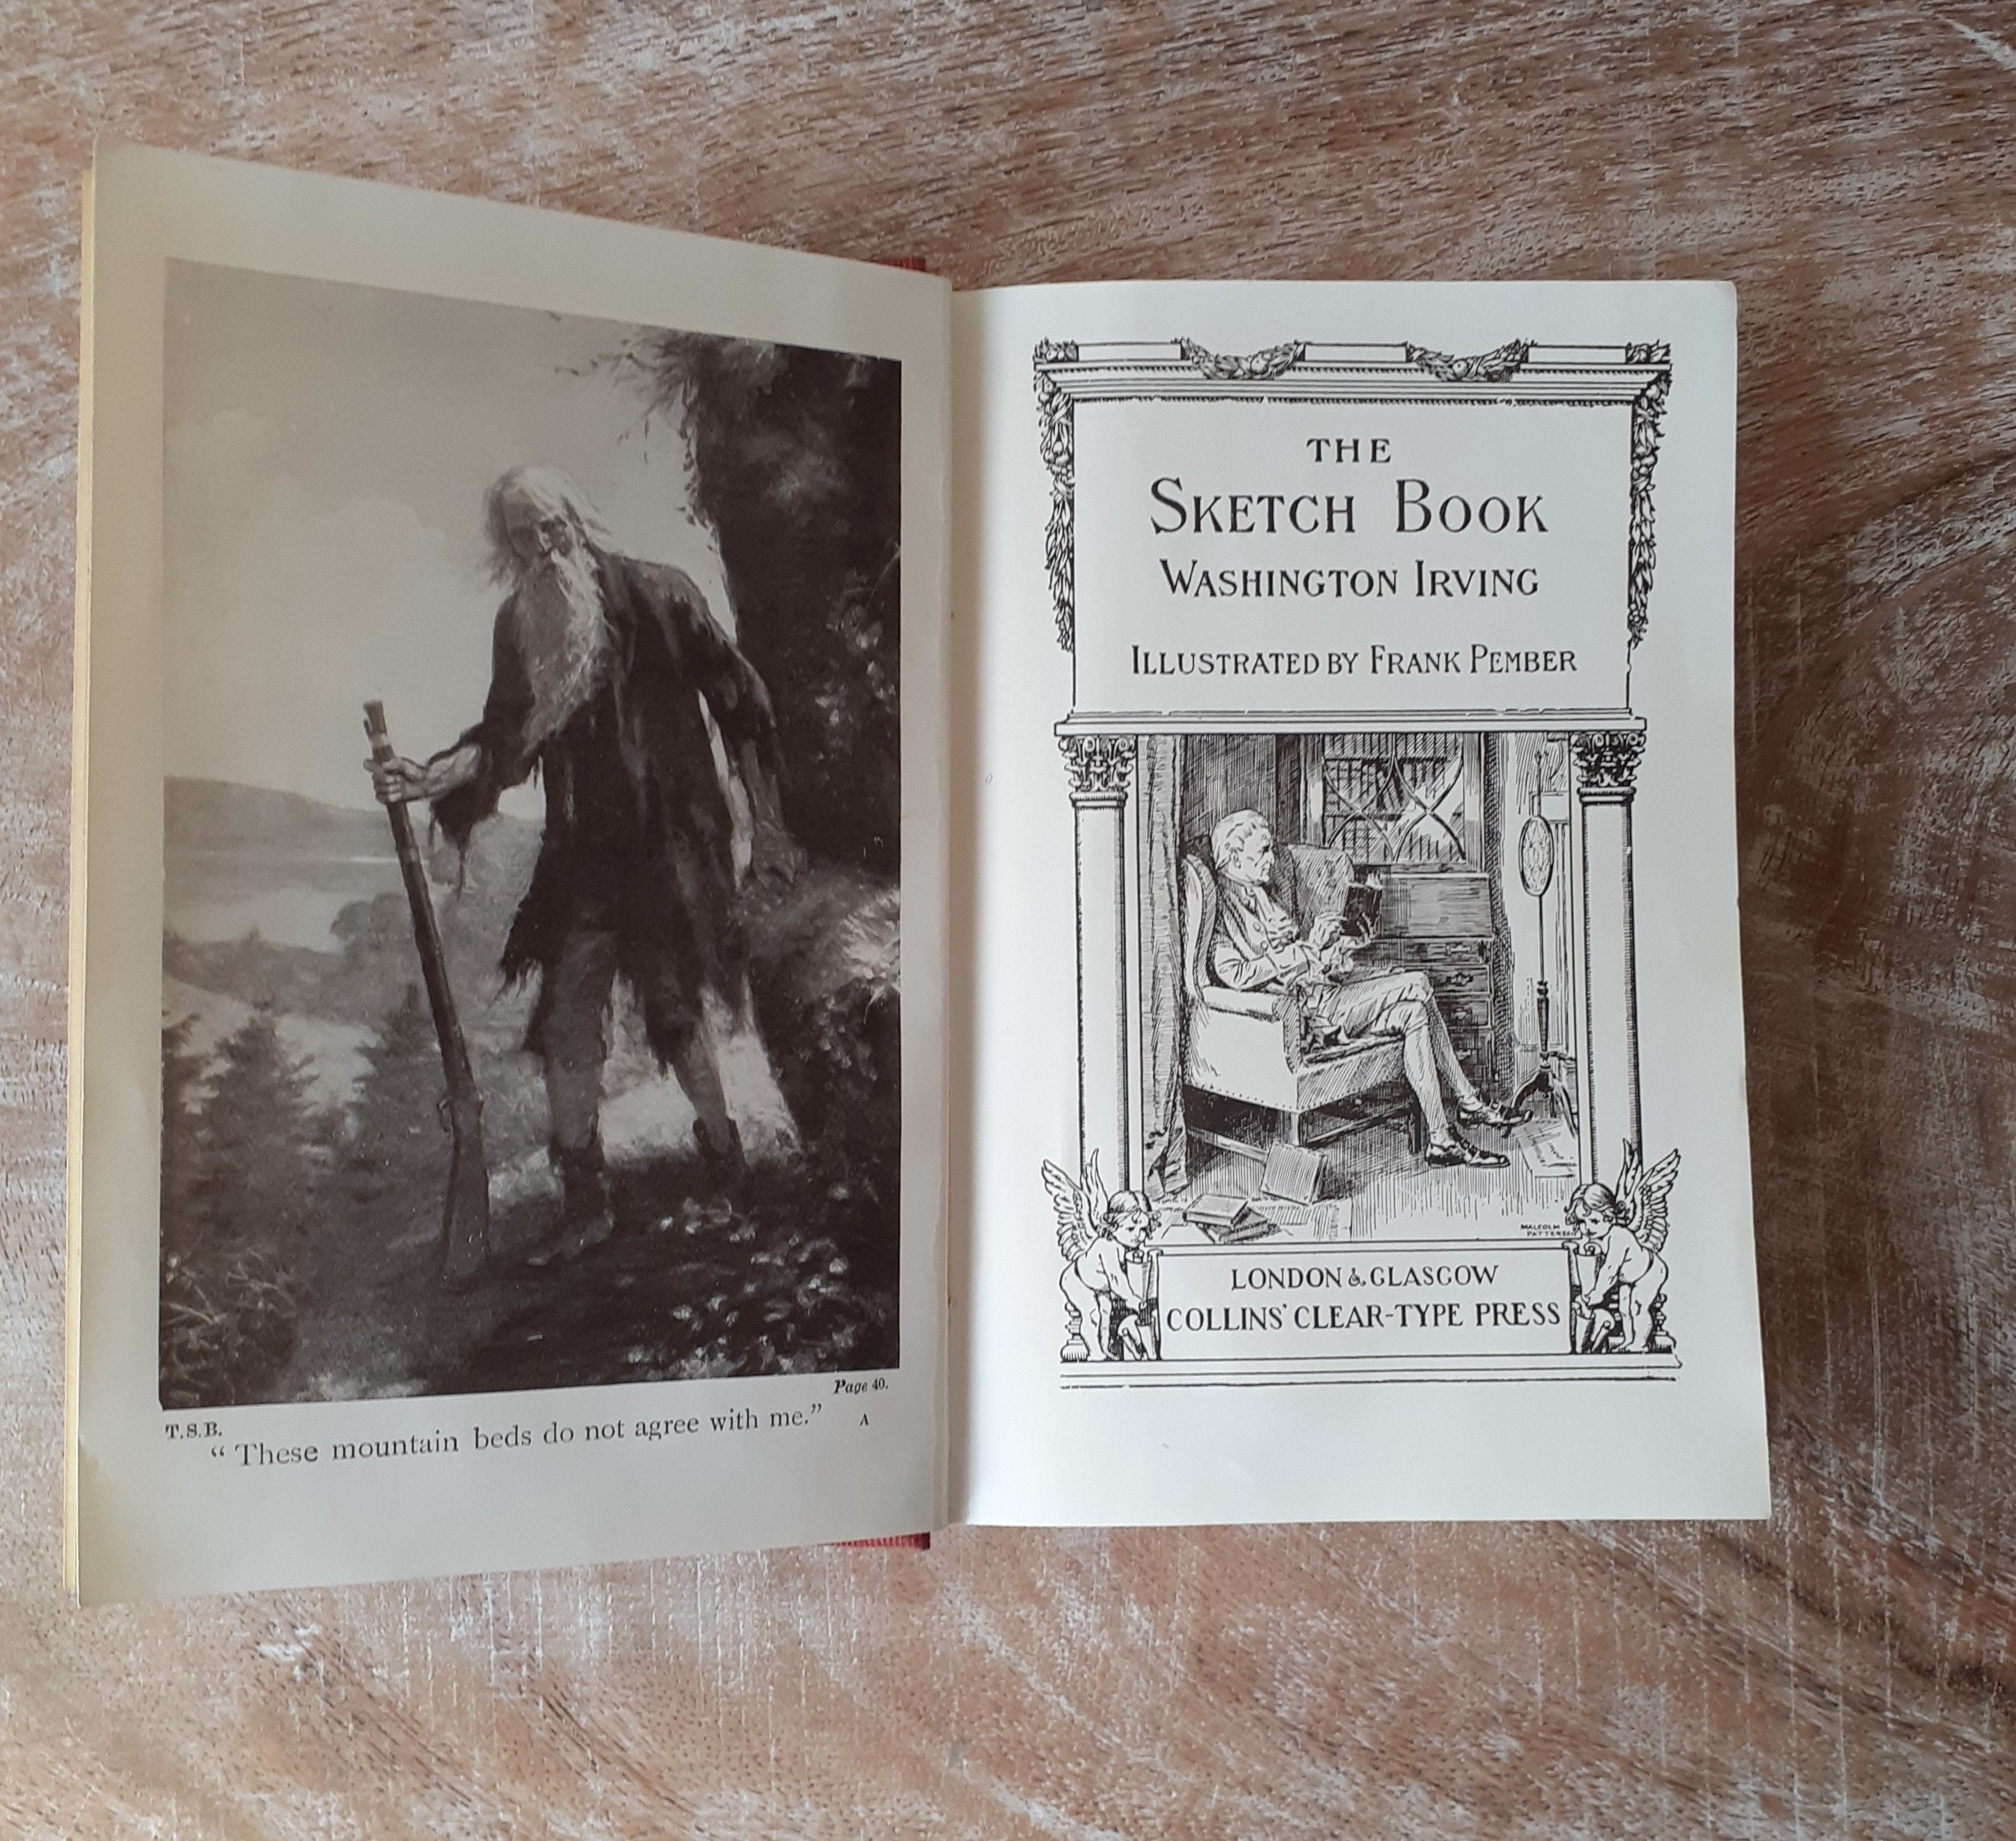 Page 40.
T.S.B.
“ These mountain beds do not agree with me.”
A
THE
SKETCH BOOK
WASHINGTON IRVING
ILLUSTRATED BY FRANK PEMBER
MALCOLM
PATTERSON
LONDON & GLASGOW
COLLINS' CLEAR-TYPE PRESS